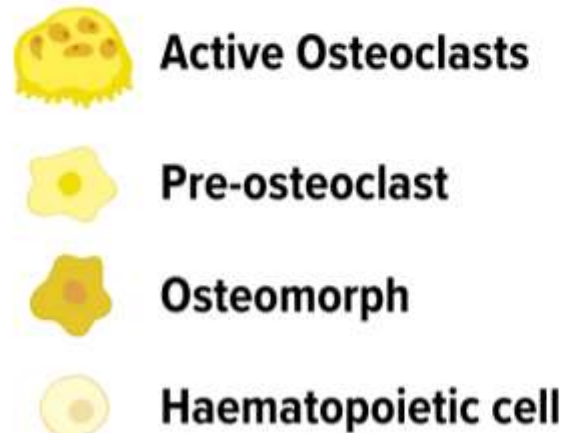 Active Osteoclasts
Pre-osteoclast
Osteomorph
Haematopoietic cell